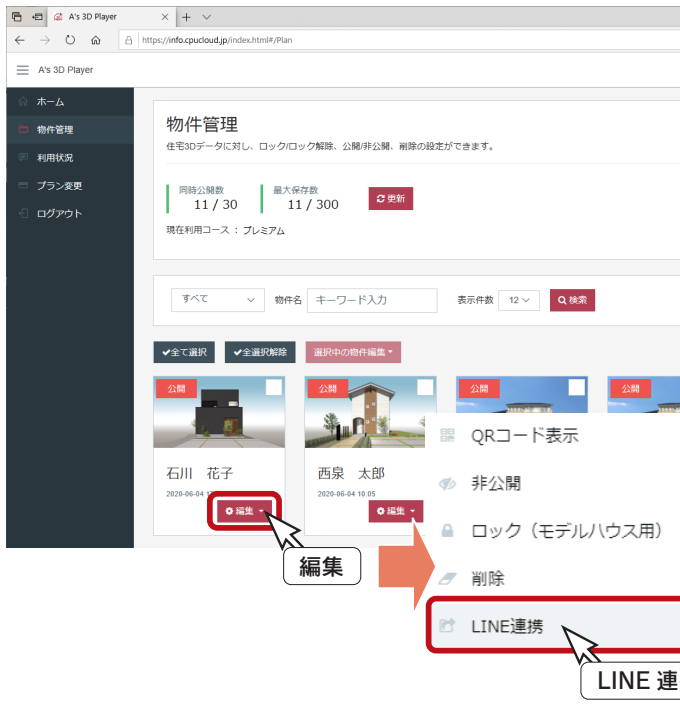 A's 3D Player
https://info.cpucloud.jp/index.html#/Plan
A's 3D Player
ホーム
物件管理
利用状況
プラン変更
ログアウト
物件管理
住宅3Dデータに対し、ロック/ロック解除、公開/非公開、削除の設定ができます。
同時公開数
11 / 30
最大保存数
11 / 300
更新
現在利用コース ： プレミアム
すべて
物件名
キーワード入力
表示件数
12
検索
全て選択
全選択解除
選択中の物件編集
公開
公開
公開
公開
石川 花子
2020-06-04 1
編集
西泉 太郎
2020-06-04 10:05
編集
編集
QRコード表示
非公開
ロック（モデルハウス用）
削除
LINE連携
LINE 連